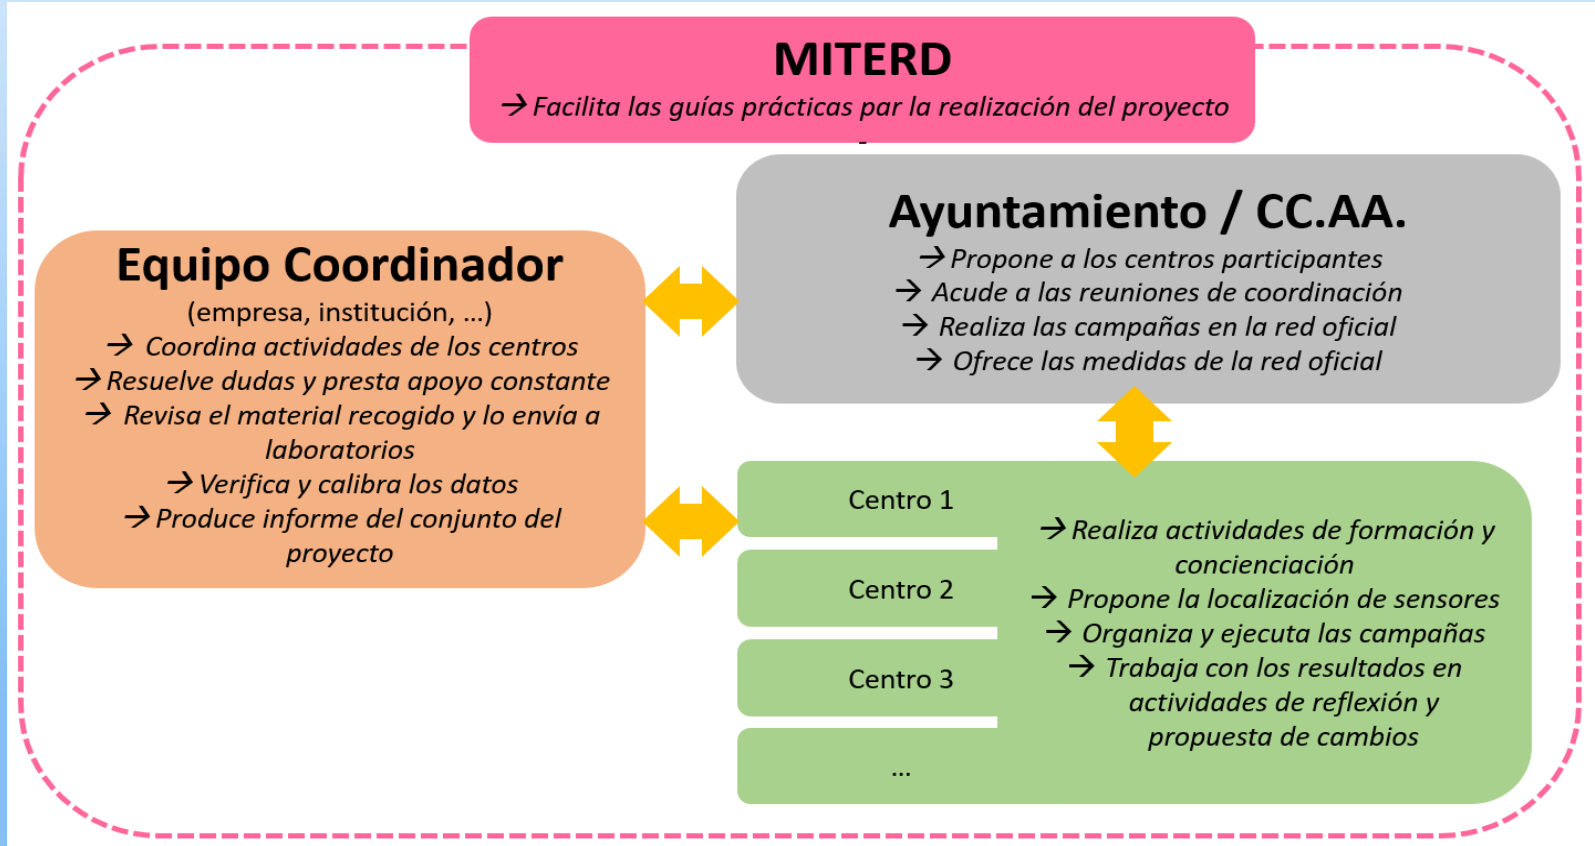 MITERD
→ Facilita las guías prácticas par la realización del proyecto
Ayuntamiento / CC.AA.
→ Propone a los centros participantes
→ Acude a las reuniones de coordinación
→ Realiza las campañas en la red oficial
→ Ofrece las medidas de la red oficial
Equipo Coordinador
(empresa, institución, ...)
→ Coordina actividades de los centros
→ Resuelve dudas y presta apoyo constante
→ Revisa el material recogido y lo envía a
laboratorios
→ Verifica y calibra los datos
→ Produce informe del conjunto del
proyecto
Centro 1
Centro 2
Centro 3
...
→ Realiza actividades de formación y
concienciación
→ Propone la localización de sensores
→ Organiza y ejecuta las campañas
→ Trabaja con los resultados en
actividades de reflexión y
propuesta de cambios